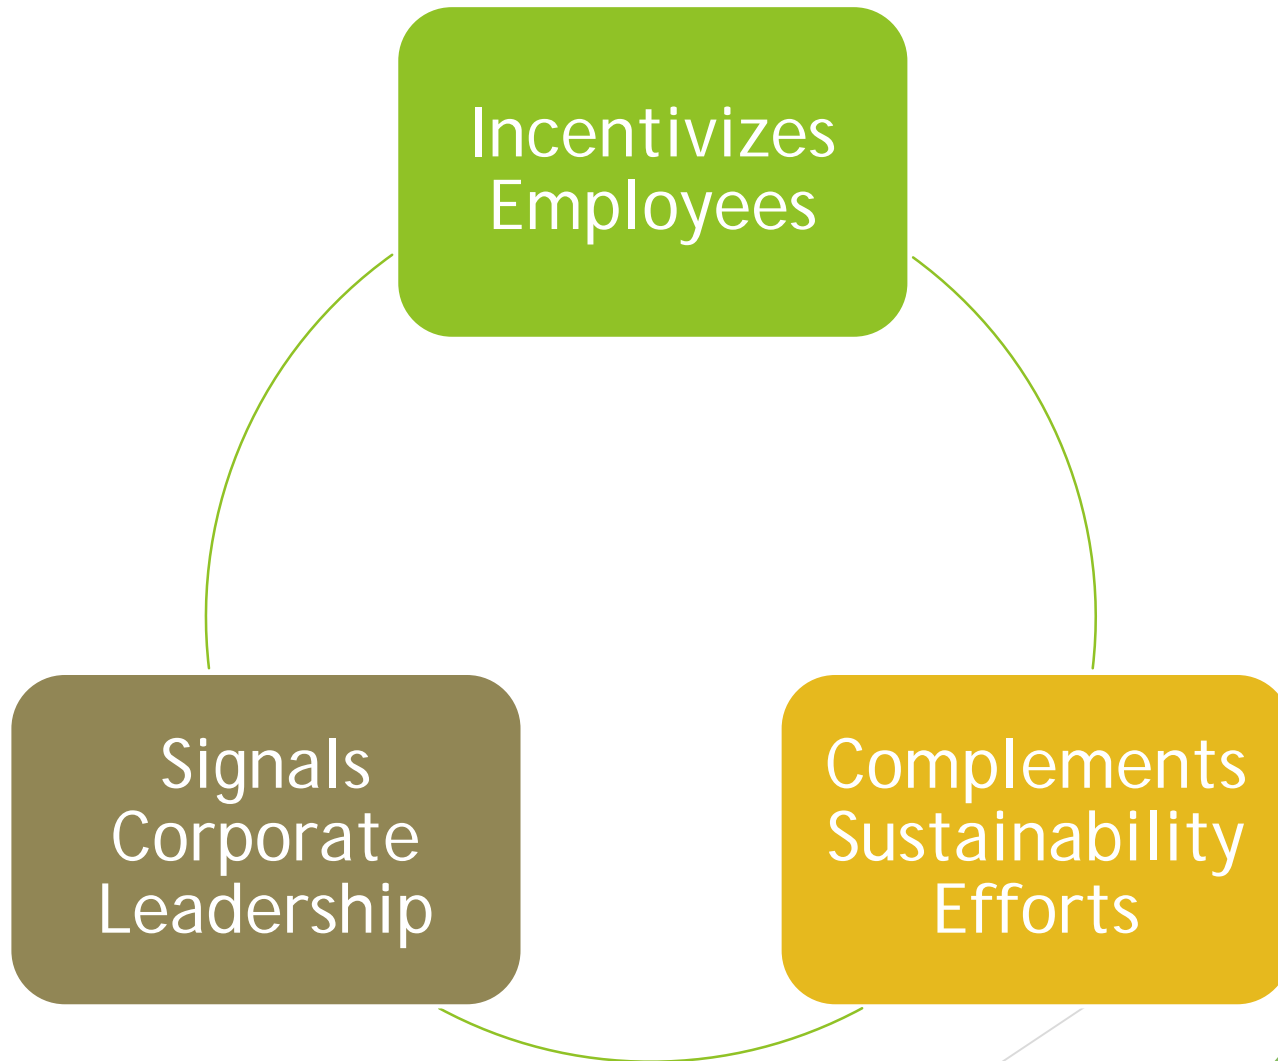 Incentivizes
Employees
Signals
Corporate
Leadership
Complements
Sustainability
Efforts